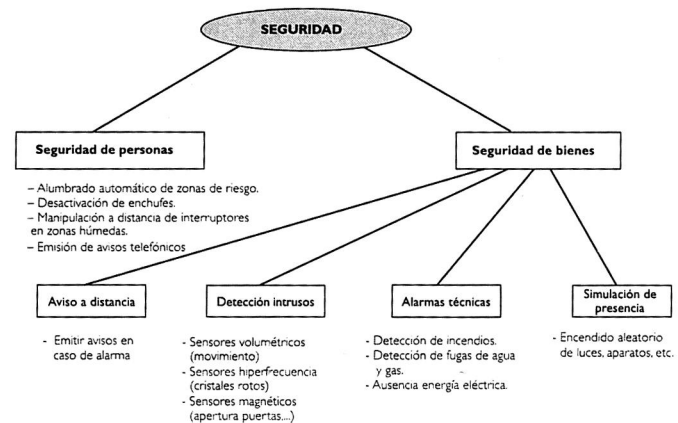 SEGURIDAD
Seguridad de personas
– Alumbrado automático de zonas de riesgo.
– Desactivación de enchufes.
– Manipulación a distancia de interruptores
en zonas húmedas.
– Emisión de avisos telefónicos
Seguridad de bienes
Aviso a distancia
- Emitir avisos en
caso de alarma
Detección intrusos
- Sensores volumétricos
(movimiento)
- Sensores hiperfrecuencia
(cristales rotos)
- Sensores magnéticos
(apertura puertas....)
Alarmas técnicas
- Detección de incendios.
- Detección de fugas de agua
y gas.
- Ausencia energía eléctrica.
Simulación de
presencia
- Encendido aleatorio
de luces, aparatos, etc.